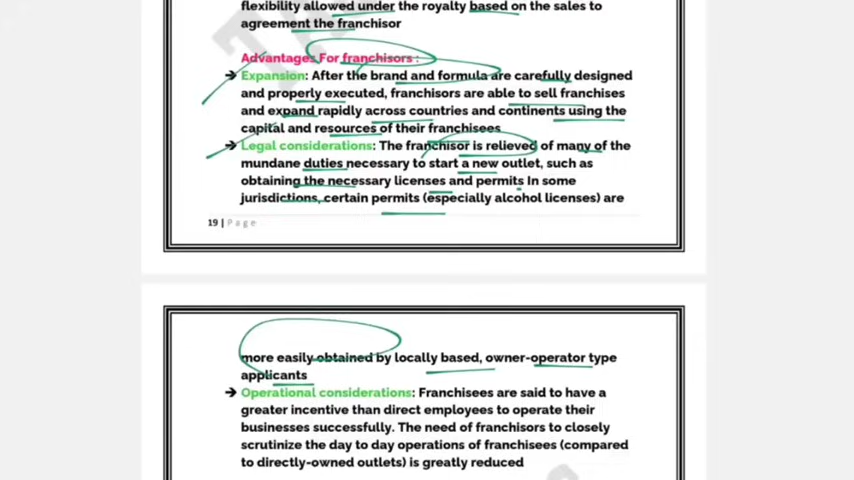 flexibility allowed under the royalty based on the sales to
agreement the franchisor
Advantages For franchisors :
➔ Expansion: After the brand and formula are carefully designed
and properly executed, franchisors are able to sell franchises
and expand rapidly across countries and continents using the
capital and resources of their franchisees
➔ Legal considerations: The franchisor is relieved of many of the
mundane duties necessary to start a new outlet, such as
obtaining the necessary licenses and permits In some
jurisdictions, certain permits (especially alcohol licenses) are
19 | Page
more easily obtained by locally based, owner-operator type
applicants
➔ Operational considerations: Franchisees are said to have a
greater incentive than direct employees to operate their
businesses successfully. The need of franchisors to closely
scrutinize the day to day operations of franchisees (compared
to directly-owned outlets) is greatly reduced